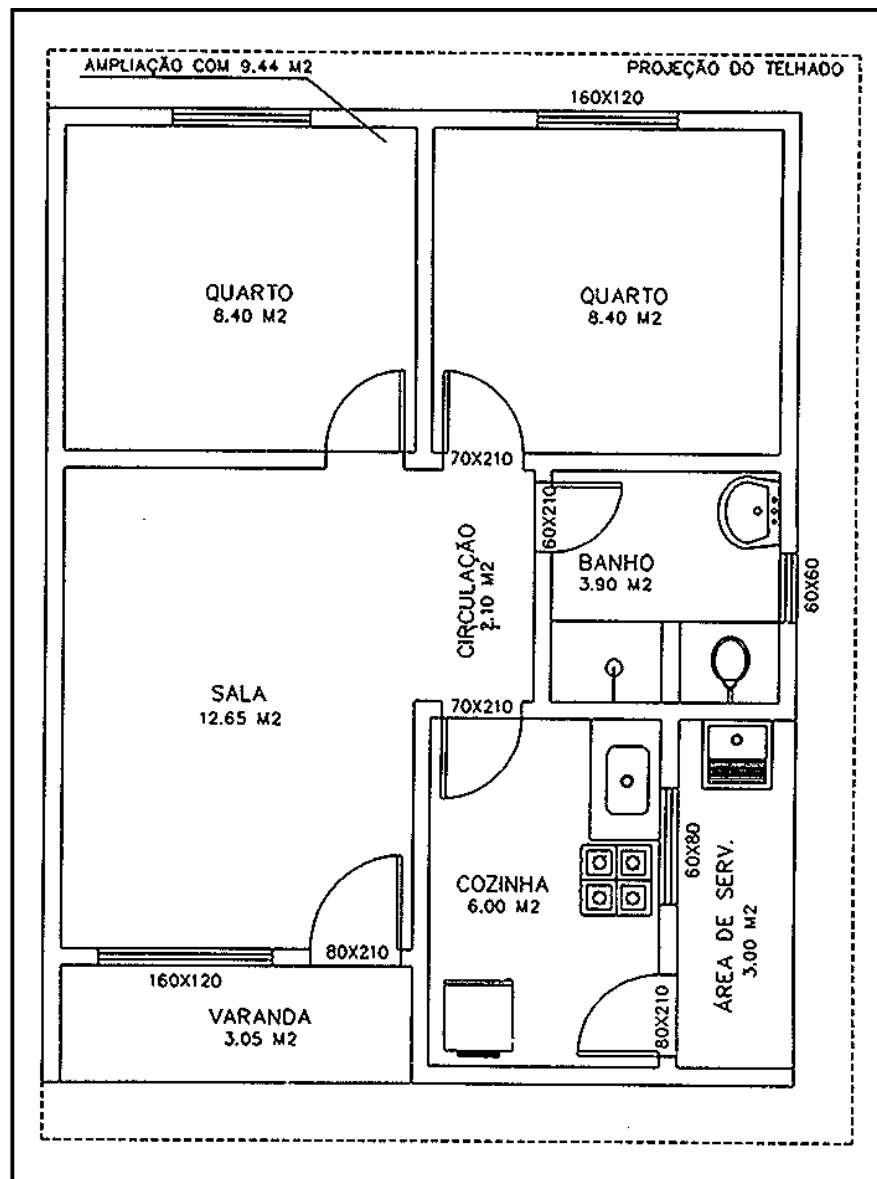 AMPLIAÇÃO COM 9.44 M2
PROJEÇÃO DO TELHADO
160X120
QUARTO
8.40 M2
QUARTO
8.40 M2
70X210
60X210
CIRCULAÇÃO
2.10 M2
BANHO
3.90 M2
60X60
SALA
12.65 M2
70X210
60X80
COZINHA
6.00 M2
ÁREA DE SERV.
3.00 M2
80X210
160X120
80X210
VARANDA
3.05 M2